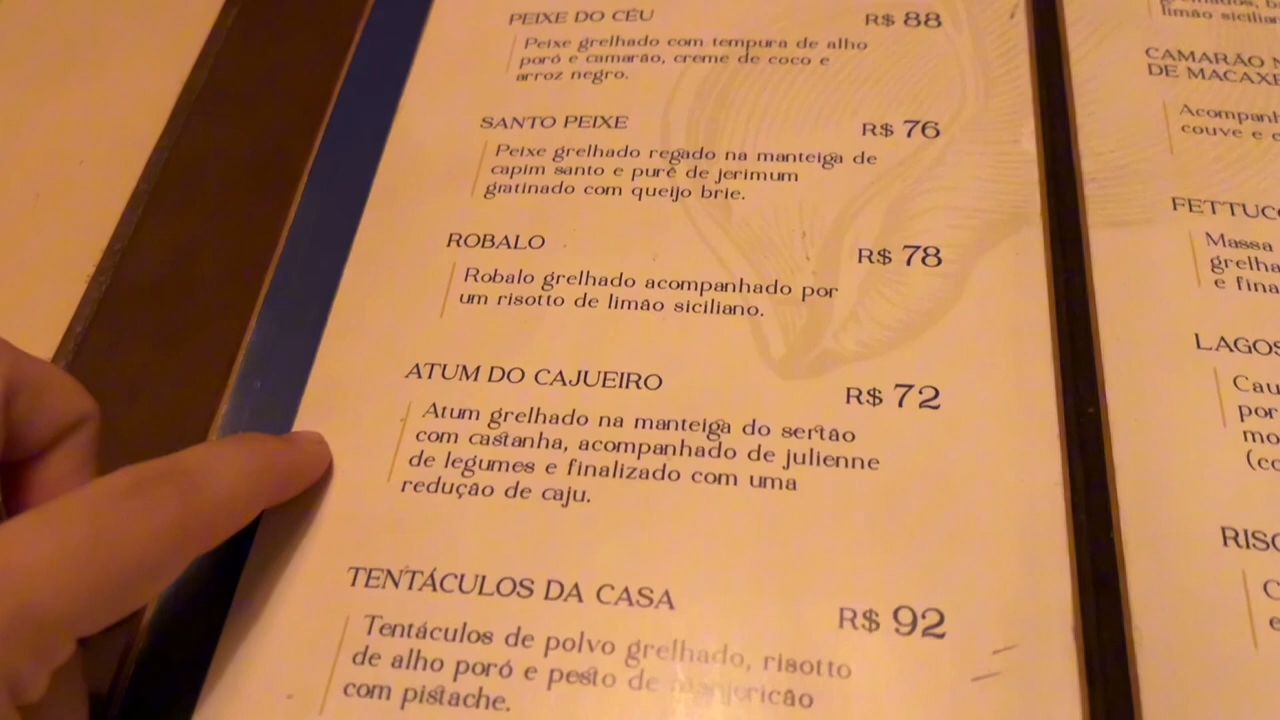 PEIXE DO CÉU
R$ 88
Peixe grelhado com tempura de alho
poró e camarão, creme de coco e
arroz negro.
SANTO PEIXE
R$ 76
Peixe grelhado regado na manteiga de
capim santo e purê de jerimum
gratinado com queijo brie.
ROBALO
R$ 78
Robalo grelhado acompanhado por
um risotto de limão siciliano.
ATUM DO CAJUEIRO
R$ 72
Atum grelhado na manteiga do sertão
com castanha, acompanhado de julienne
de legumes e finalizado com uma
redução de caju.
TENTÁCULOS DA CASA
R$ 92
Tentáculos de polvo grelhado, risotto
de alho poró e pesto de manjericão
com pistache.
limão
CAMARÃO
DE
couve e
Massa
e